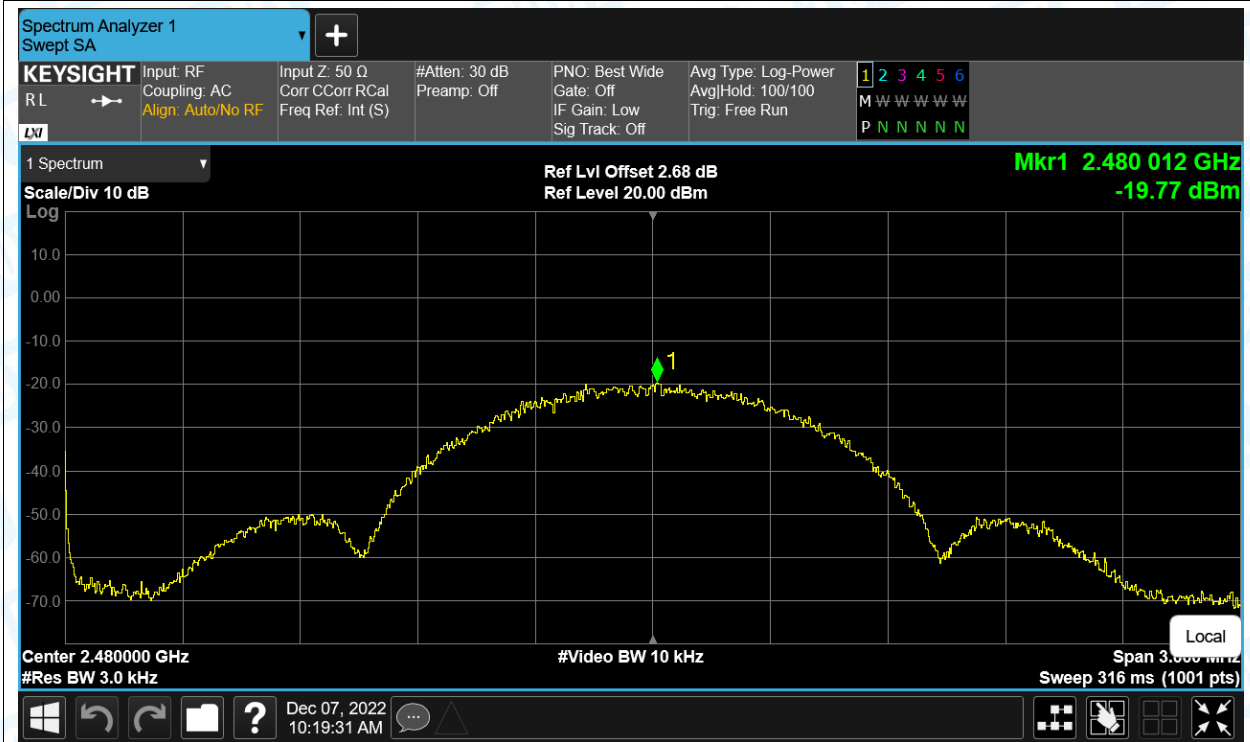 Spectrum Analyzer 1
Swept SA
KEYSIGHT
R L
LXI
Input: RF
Coupling: AC
Align: Auto/No RF
Input Z: 50 Ω
Corr CCorr RCal
Freq Ref: Int (S)
#Atten: 30 dB
Preamp: Off
PNO: Best Wide
Gate: Off
IF Gain: Low
Sig Track: Off
Avg Type: Log-Power
Avg|Hold: 100/100
Trig: Free Run
1 2 3 4 5 6
M W W W W W
P N N N N N
1 Spectrum
Scale/Div 10 dB
Ref Lvl Offset 2.68 dB
Ref Level 20.00 dBm
Mkr1 2.480 012 GHz
-19.77 dBm
Log
10.0
0.00
-10.0
1
-20.0
-30.0
-40.0
-50.0
-60.0
-70.0
Local
Center 2.480000 GHz
#Video BW 10 kHz
Span 3.000 MHz
#Res BW 3.0 kHz
Sweep 316 ms (1001 pts)
?
Dec 07, 2022
10:19:31 AM